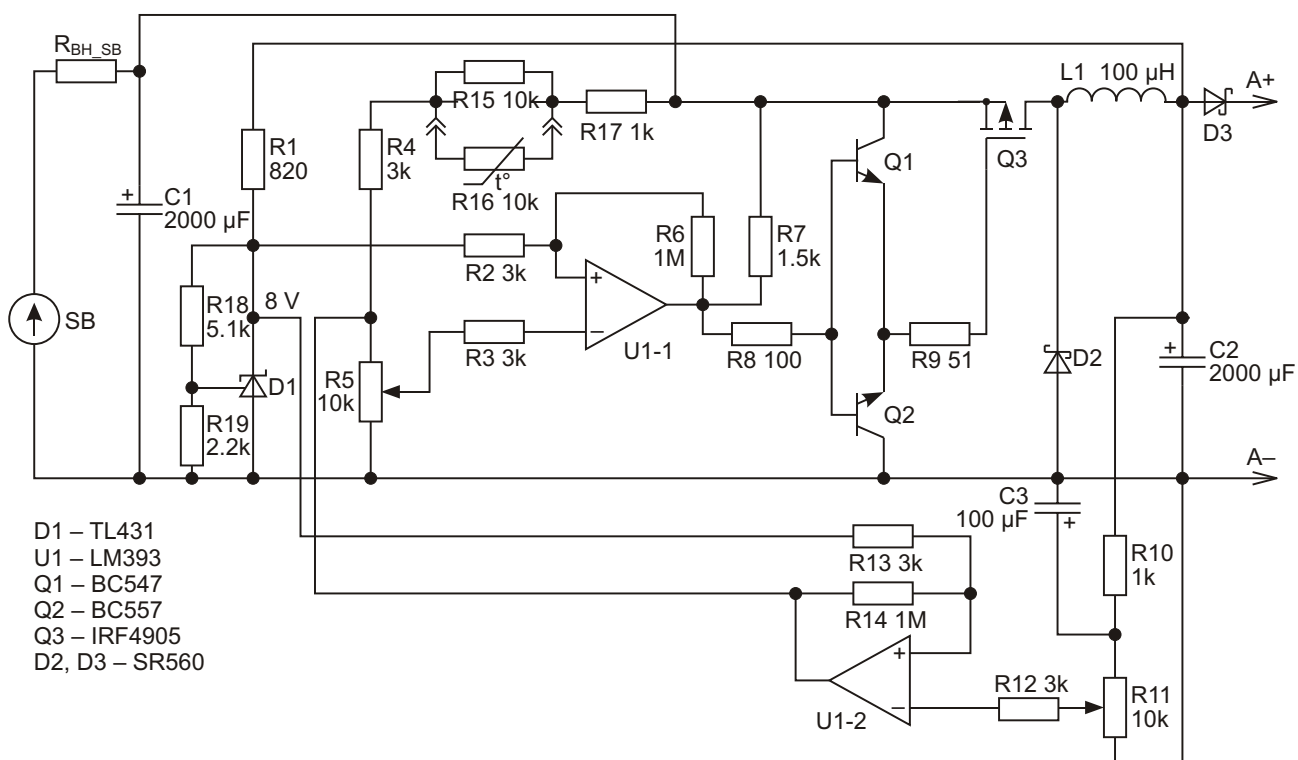 R_BH_SB
SB
C1
2000 µF
R1
820
R18
5.1k
R19
2.2k
8 V
D1
R4
3k
R5
10k
R15 10k
t°
R16 10k
R17 1k
R2 3k
R3 3k
+
−
U1-1
R6
1M
R7
1.5k
R8 100
Q1
Q2
R9 51
Q3
L1 100 µH
D2
D3
A+
+
C2
2000 µF
A−
C3
100 µF
+
R10
1k
R11
10k
R12 3k
R13 3k
R14 1M
+
−
U1-2
+
D1 – TL431
U1 – LM393
Q1 – BC547
Q2 – BC557
Q3 – IRF4905
D2, D3 – SR560